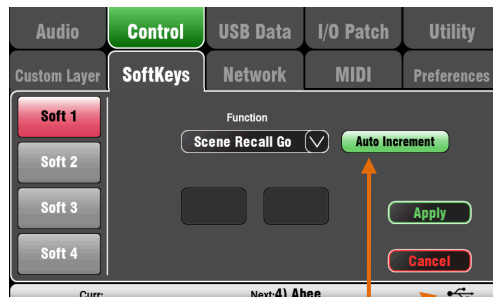 Audio Control USB Data I/O Patch Utility
Custom Layer SoftKeys Network MIDI Preferences
Soft 1
Function
Scene Recall Go Auto Increment
Soft 2
Soft 3
Apply
Soft 4
Cancel
Curr: Next:4) Abee